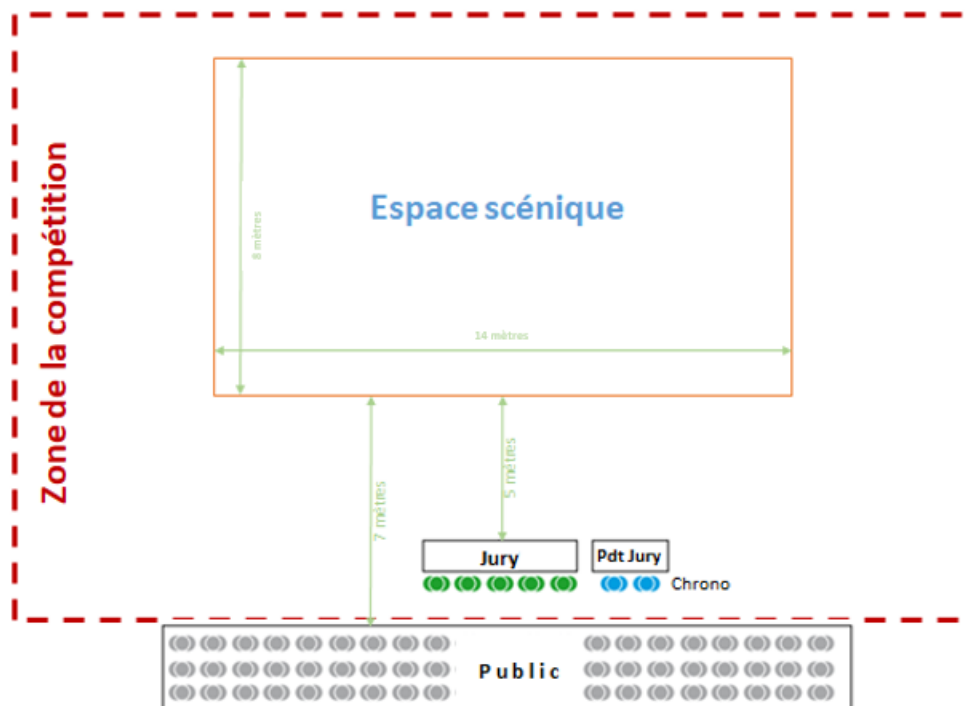 Zone de la compétition
Espace scénique
8 mètres
14 mètres
7 mètres
5 mètres
Jury
Pdt Jury
Chrono
Public